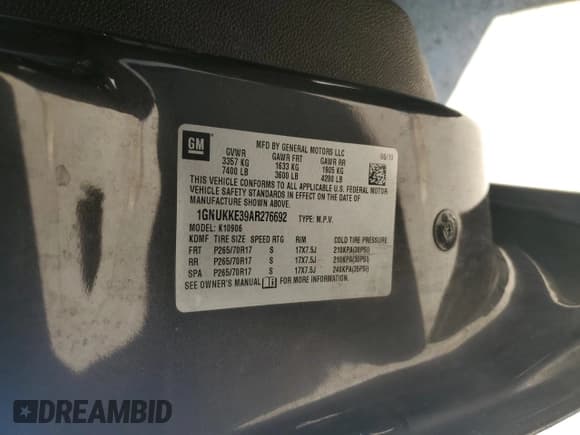 GM
MFD BY GENERAL MOTORS LLC
GVWR GAWR FRT GAWR RR
3357 KG 1633 KG 1905 KG
7400 LB 3600 LB 4200 LB
THIS VEHICLE CONFORMS TO ALL APPLICABLE U.S. FEDERAL MOTOR
VEHICLE SAFETY STANDARDS IN EFFECT ON THE DATE OF
MANUFACTURE SHOWN ABOVE.
1GNUKKE39AR276692 TYPE: M.P.V.
MODEL: K10906
KDMF TIRE SIZE SPEED RTG RIM COLD TIRE PRESSURE
FRT P265/70R17 S 17X7.5J
RR P265/70R17 S 17X7.5J
SPA P265/70R17 S 17X7.5J 240KPA(35PSI)
SEE OWNER'S MANUAL FOR MORE INFORMATION.
DREAMBID